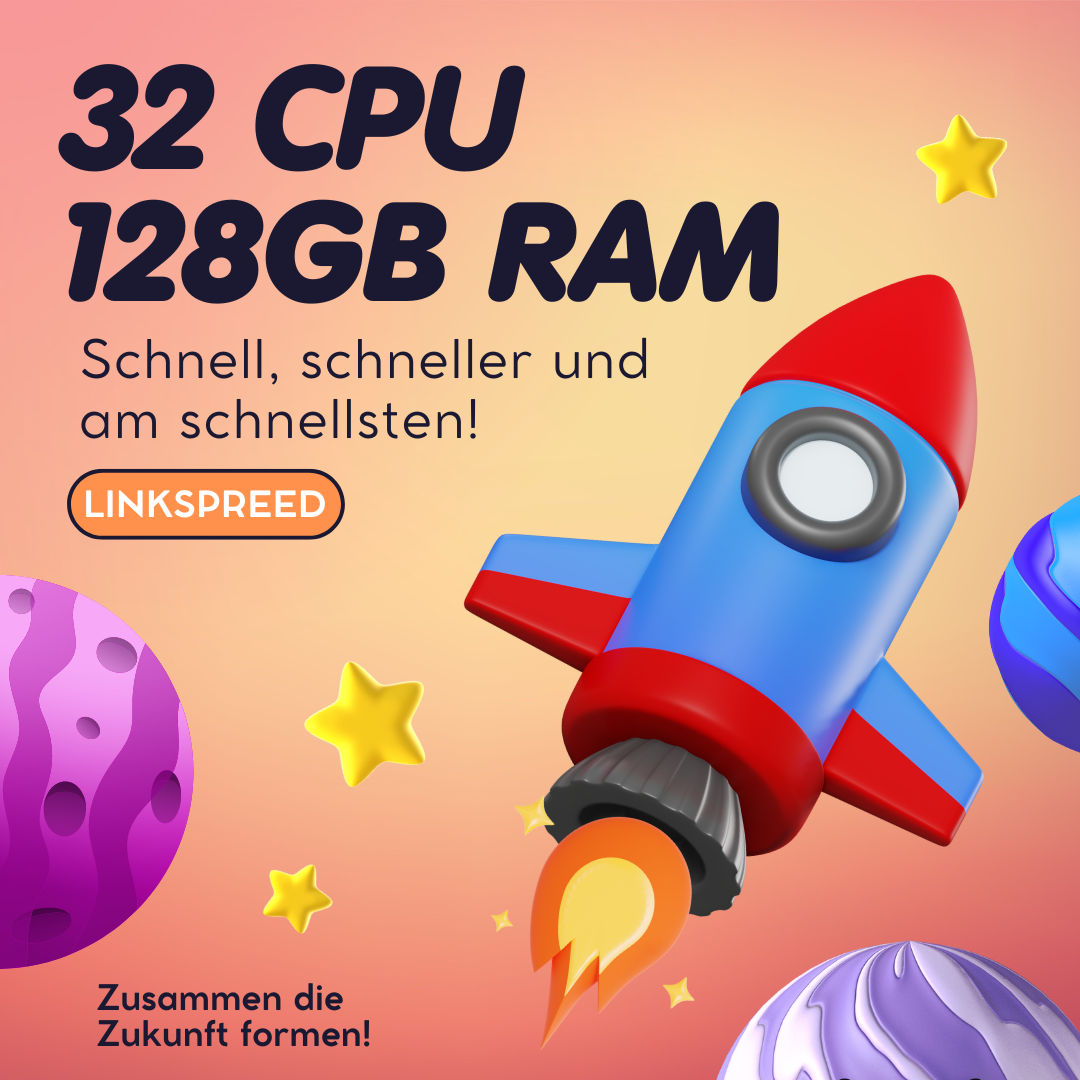 32 CPU
128GB RAM
Schnell, schneller und
am schnellsten!
LINKSPREED
Zusammen die
Zukunft formen!